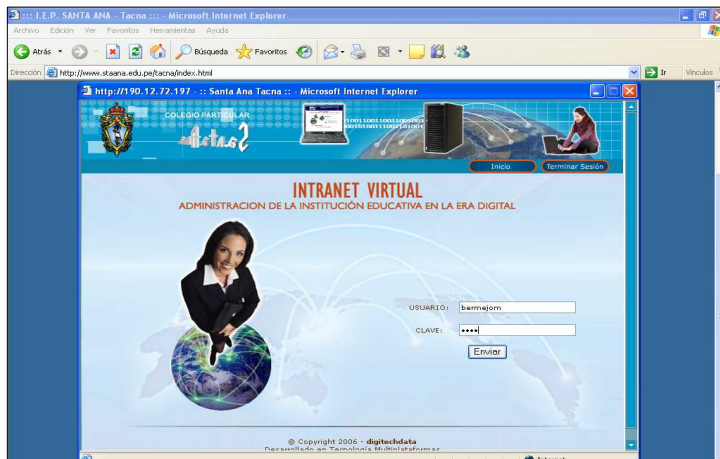 ::: I.E.P. SANTA ANA - Tacna ::: - Microsoft Internet Explorer
Archivo Edición Ver Favoritos Herramientas Ayuda
Atrás Búsqueda Favoritos
Dirección http://www.staana.edu.pe/tacna/index.html Ir Vínculos
http://190.12.72.197 - :: Santa Ana Tacna :: - Microsoft Internet Explorer
COLEGIO PARTICULAR
Inicio Terminar Sesión
INTRANET VIRTUAL
ADMINISTRACION DE LA INSTITUCIÓN EDUCATIVA EN LA ERA DIGITAL
USUARIO: bermejom
CLAVE: ••••
Enviar
© Copyright 2006 - digitechdata
Desarrollado en Tecnología Multiplataformas
Internet